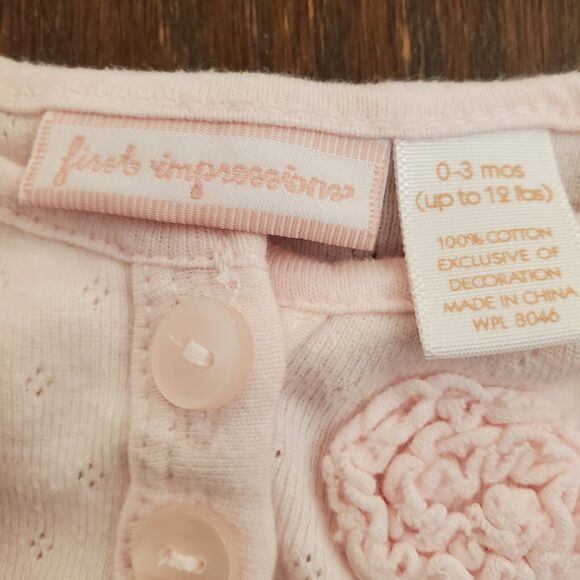 first impressions
0-3 mos
(up to 12 lbs)
100% COTTON
EXCLUSIVE OF
DECORATION
MADE IN CHINA
WPL 8046